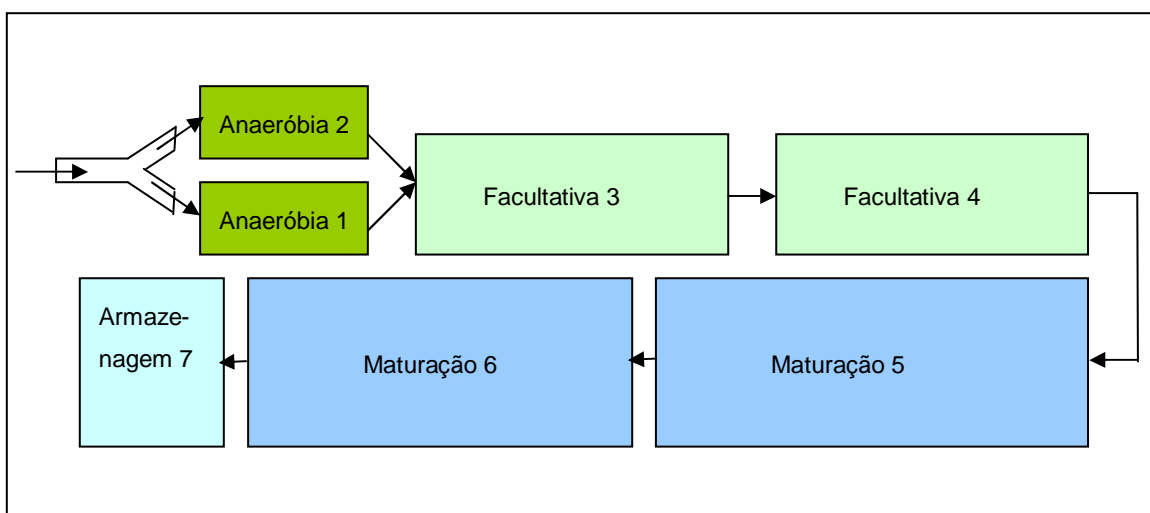 Anaeróbia 2
Anaeróbia 1
Facultativa 3
Facultativa 4
Armaze-
nagem 7
Maturação 6
Maturação 5